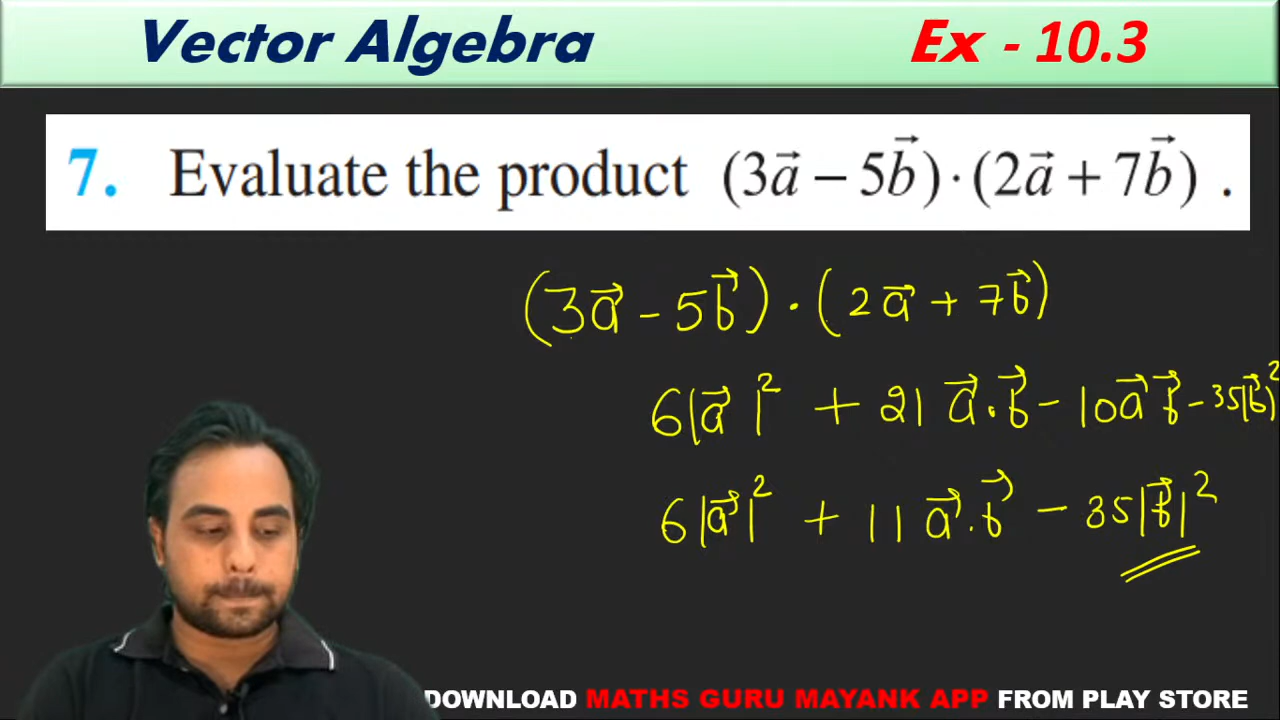 Vector Algebra Ex - 10.3
7. Evaluate the product (3a⃗ – 5b⃗) · (2a⃗ + 7b⃗) .
(3a⃗ – 5b⃗) · (2a⃗ + 7b⃗)
6|a⃗|² + 21 a⃗·b⃗ – 10a⃗ b⃗ – 35|b⃗|²
6|a⃗|² + 11 a⃗·b⃗ – 35|b⃗|²
DOWNLOAD MATHS GURU MAYANK APP FROM PLAY STORE